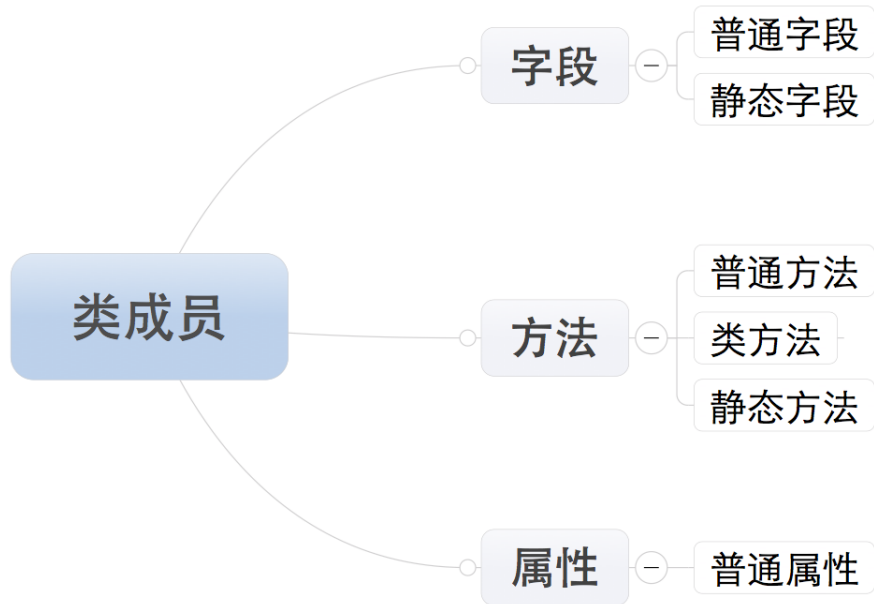 类成员
字段
普通字段
静态字段
方法
普通方法
类方法
静态方法
属性
普通属性